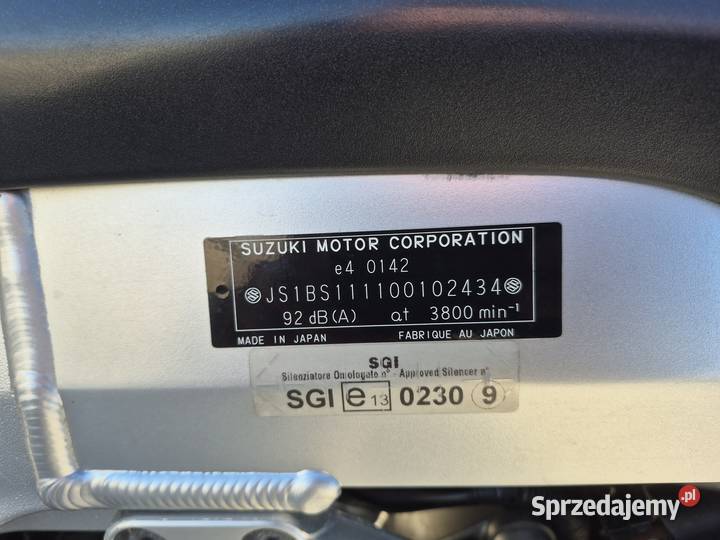 SUZUKI MOTOR CORPORATION
e4 0142
JS1BS111100102434
92 dB(A) at 3800 min⁻¹
MADE IN JAPAN FABRIQUE AU JAPON
SGI
Silenziatore Omologato n° - Approved Silencer n°
SGI e 13 0230 9
Sprzedajemy.pl